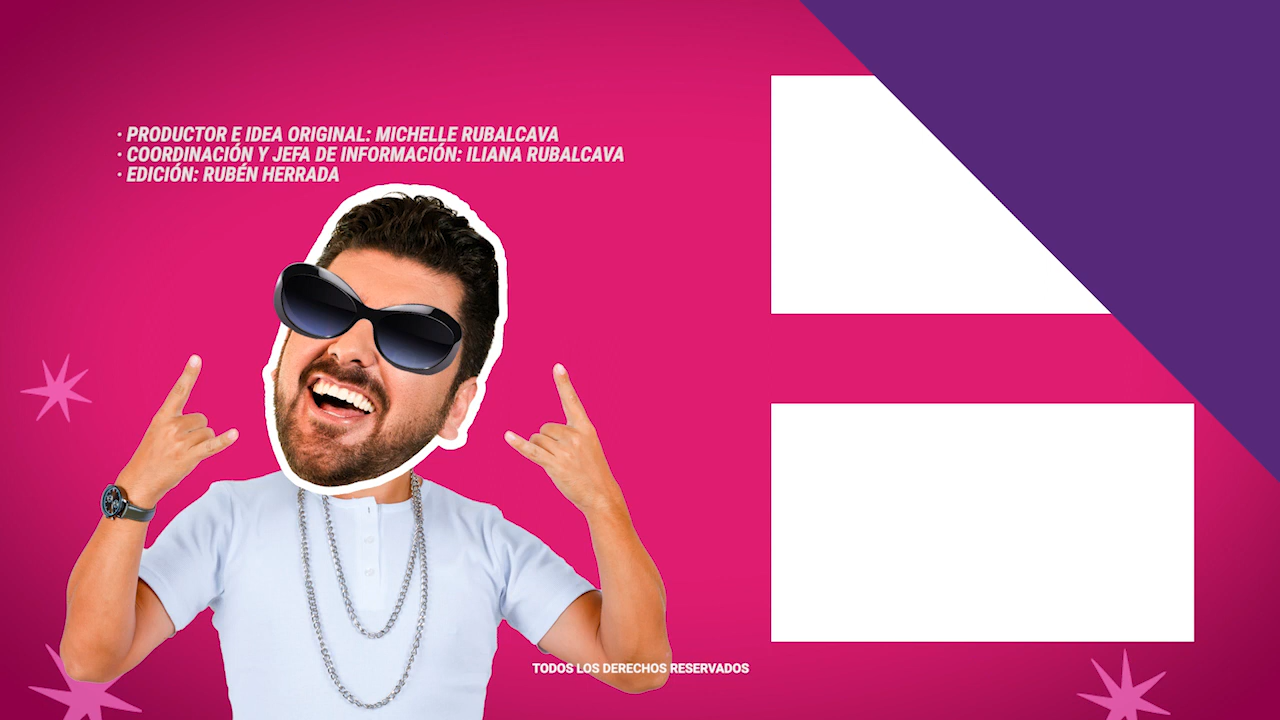 · PRODUCTOR E IDEA ORIGINAL: MICHELLE RUBALCAVA
· COORDINACIÓN Y JEFA DE INFORMACIÓN: ILIANA RUBALCAVA
· EDICIÓN: RUBÉN HERRADA
TODOS LOS DERECHOS RESERVADOS